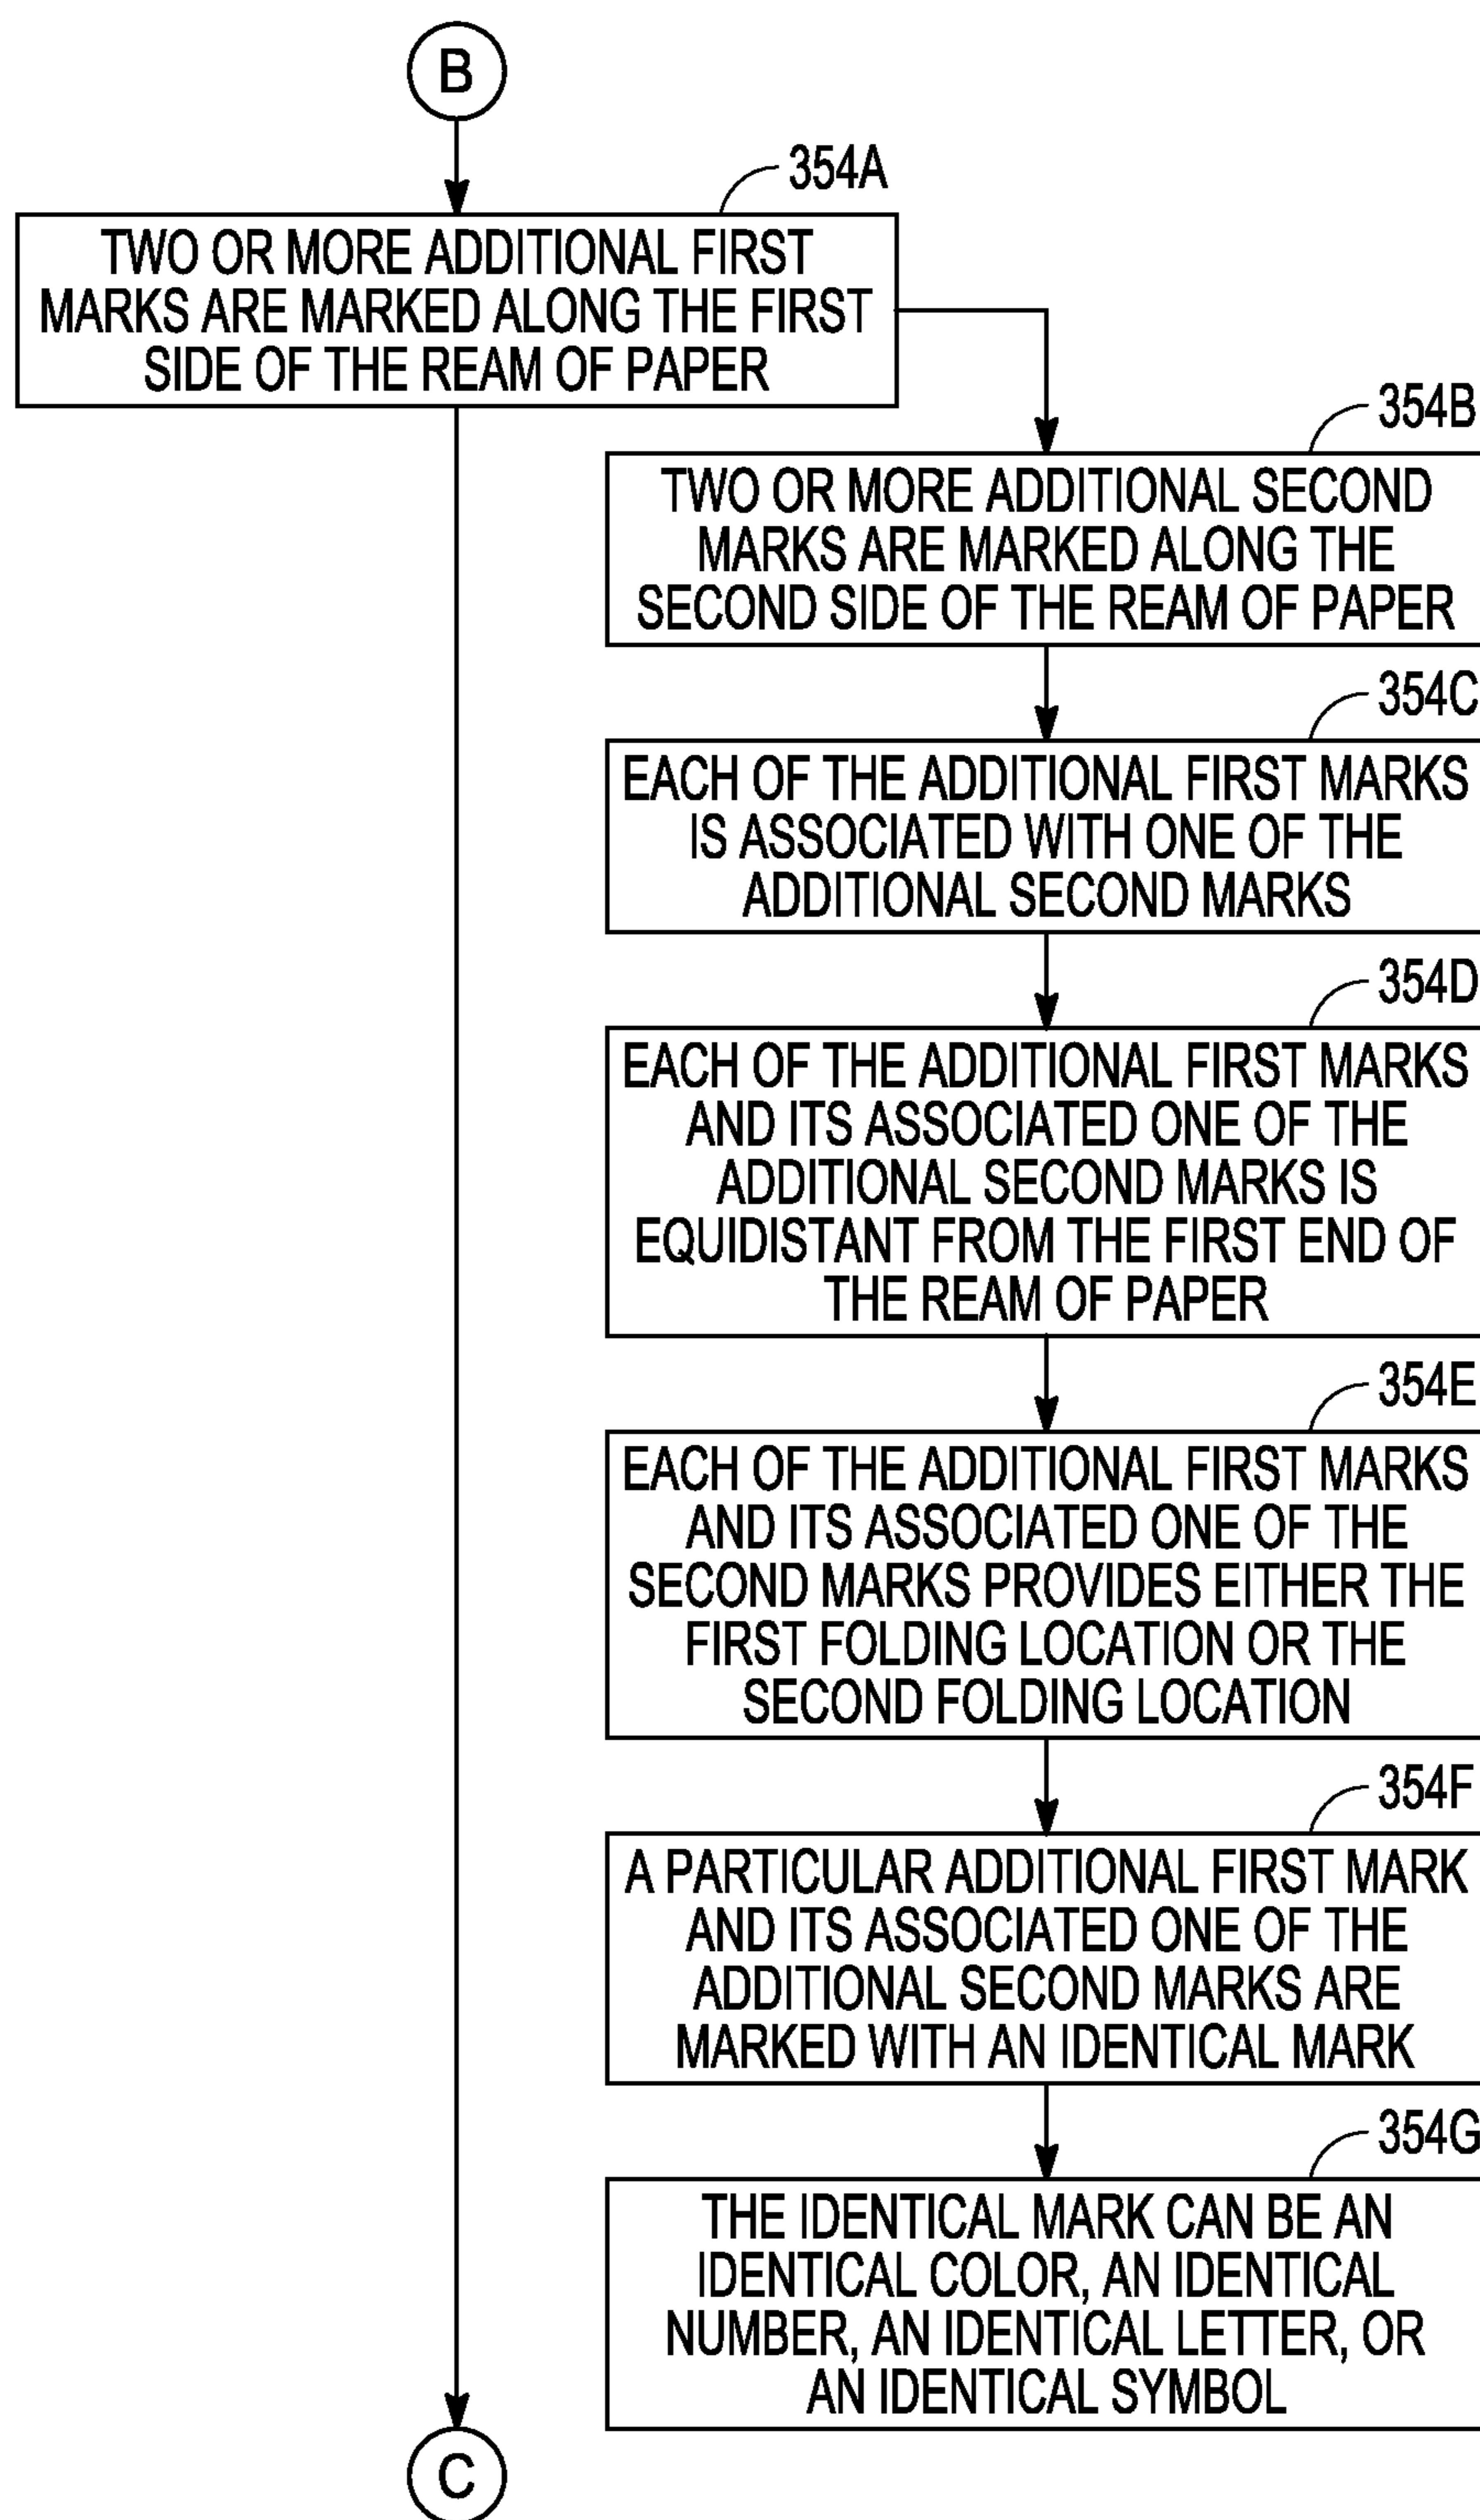 B
354A
TWO OR MORE ADDITIONAL FIRST
MARKS ARE MARKED ALONG THE FIRST
SIDE OF THE REAM OF PAPER
354B
TWO OR MORE ADDITIONAL SECOND
MARKS ARE MARKED ALONG THE
SECOND SIDE OF THE REAM OF PAPER
354C
EACH OF THE ADDITIONAL FIRST MARKS
IS ASSOCIATED WITH ONE OF THE
ADDITIONAL SECOND MARKS
354D
EACH OF THE ADDITIONAL FIRST MARKS
AND ITS ASSOCIATED ONE OF THE
ADDITIONAL SECOND MARKS IS
EQUIDISTANT FROM THE FIRST END OF
THE REAM OF PAPER
354E
EACH OF THE ADDITIONAL FIRST MARKS
AND ITS ASSOCIATED ONE OF THE
SECOND MARKS PROVIDES EITHER THE
FIRST FOLDING LOCATION OR THE
SECOND FOLDING LOCATION
354F
A PARTICULAR ADDITIONAL FIRST MARK
AND ITS ASSOCIATED ONE OF THE
ADDITIONAL SECOND MARKS ARE
MARKED WITH AN IDENTICAL MARK
354G
THE IDENTICAL MARK CAN BE AN
IDENTICAL COLOR, AN IDENTICAL
NUMBER, AN IDENTICAL LETTER, OR
AN IDENTICAL SYMBOL
C